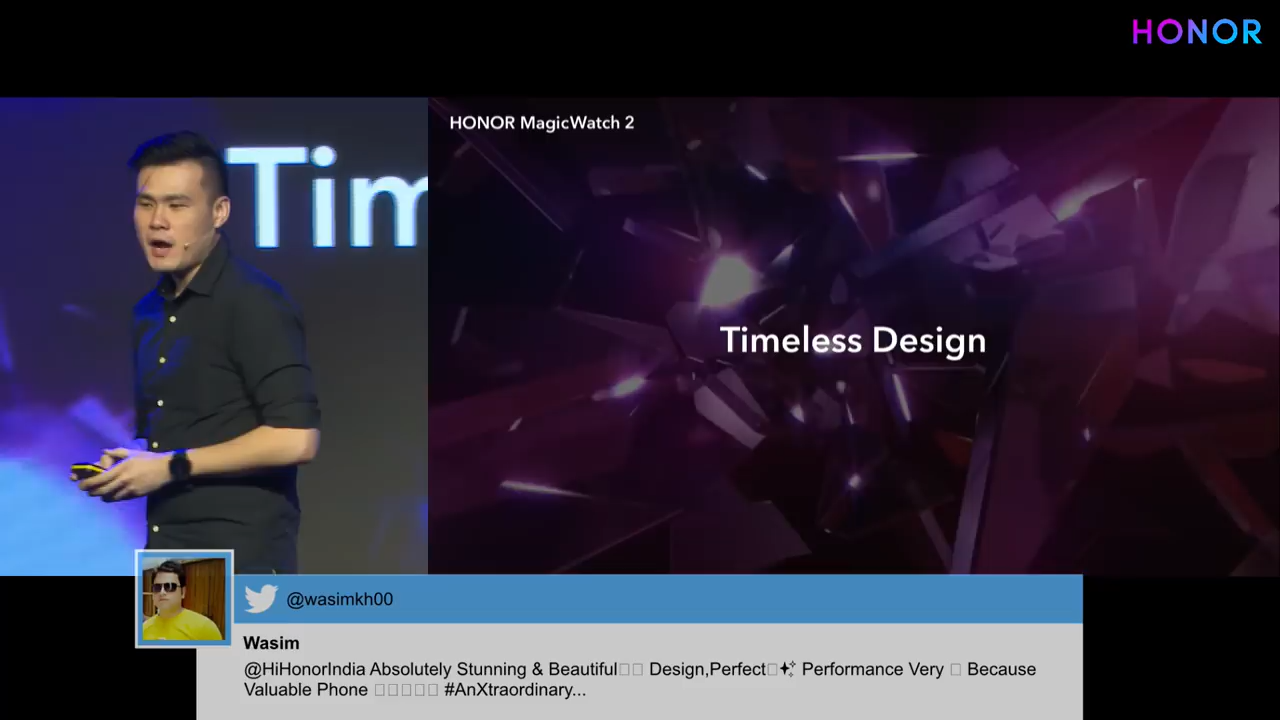 HONOR
Tim
HONOR MagicWatch 2
Timeless Design
@wasimkh00
Wasim
@HiHonorIndia Absolutely Stunning & Beautiful□□ Design,Perfect□✨ Performance Very □ Because
Valuable Phone □□□□□ #AnXtraordinary...